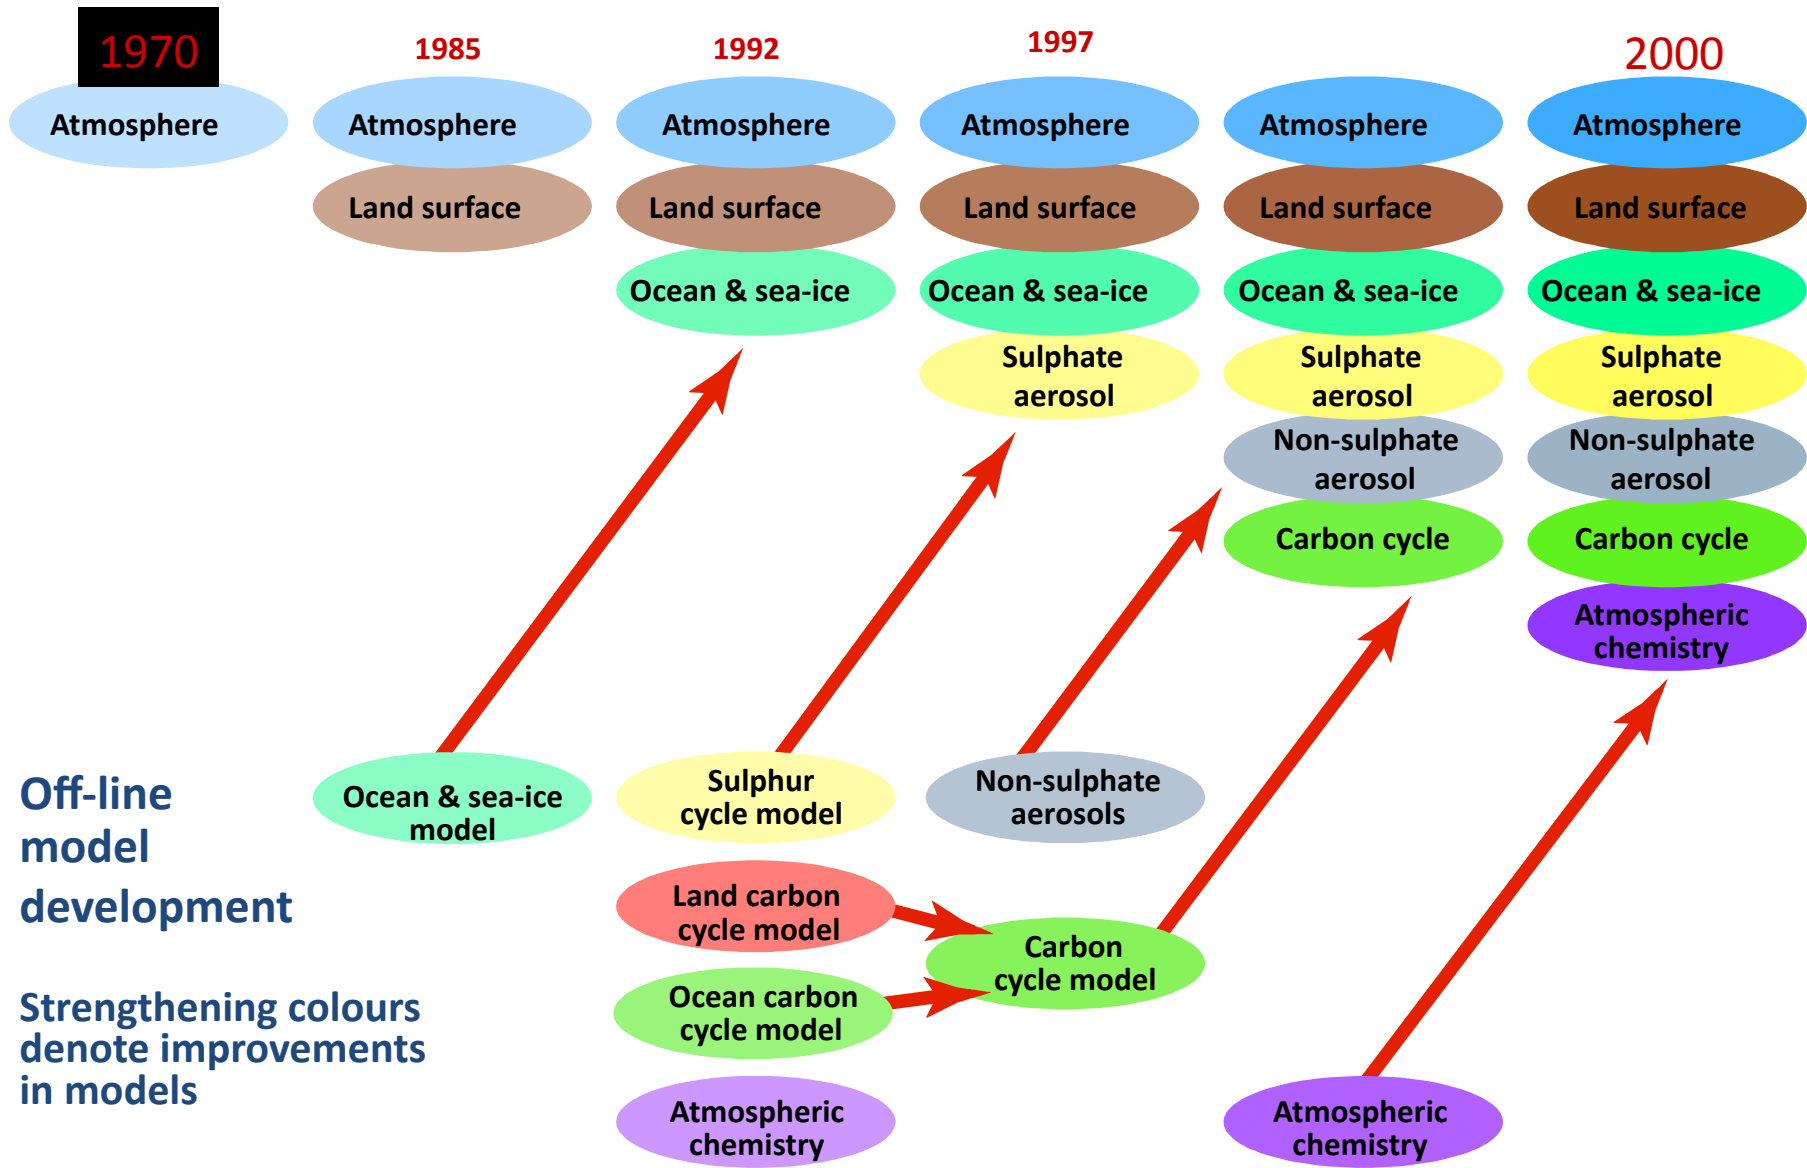 1970
1985
1992
1997
2000
Atmosphere
Atmosphere
Atmosphere
Atmosphere
Atmosphere
Atmosphere
Land surface
Land surface
Land surface
Land surface
Land surface
Ocean & sea-ice
Ocean & sea-ice
Ocean & sea-ice
Ocean & sea-ice
Sulphate
aerosol
Sulphate
aerosol
Sulphate
aerosol
Non-sulphate
aerosol
Non-sulphate
aerosol
Carbon cycle
Carbon cycle
Atmospheric
chemistry
Off-line
model
development
Ocean & sea-ice
model
Sulphur
cycle model
Non-sulphate
aerosols
Land carbon
cycle model
Carbon
cycle model
Ocean carbon
cycle model
Strengthening colours
denote improvements
in models
Atmospheric
chemistry
Atmospheric
chemistry